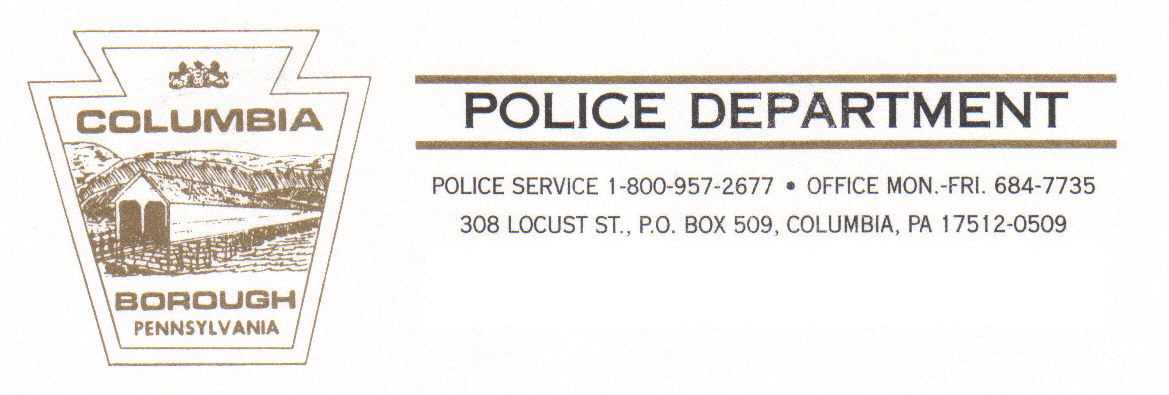 COLUMBIA
BOROUGH
PENNSYLVANIA
POLICE DEPARTMENT
POLICE SERVICE 1-800-957-2677 • OFFICE MON.-FRI. 684-7735
308 LOCUST ST., P.O. BOX 509, COLUMBIA, PA 17512-0509